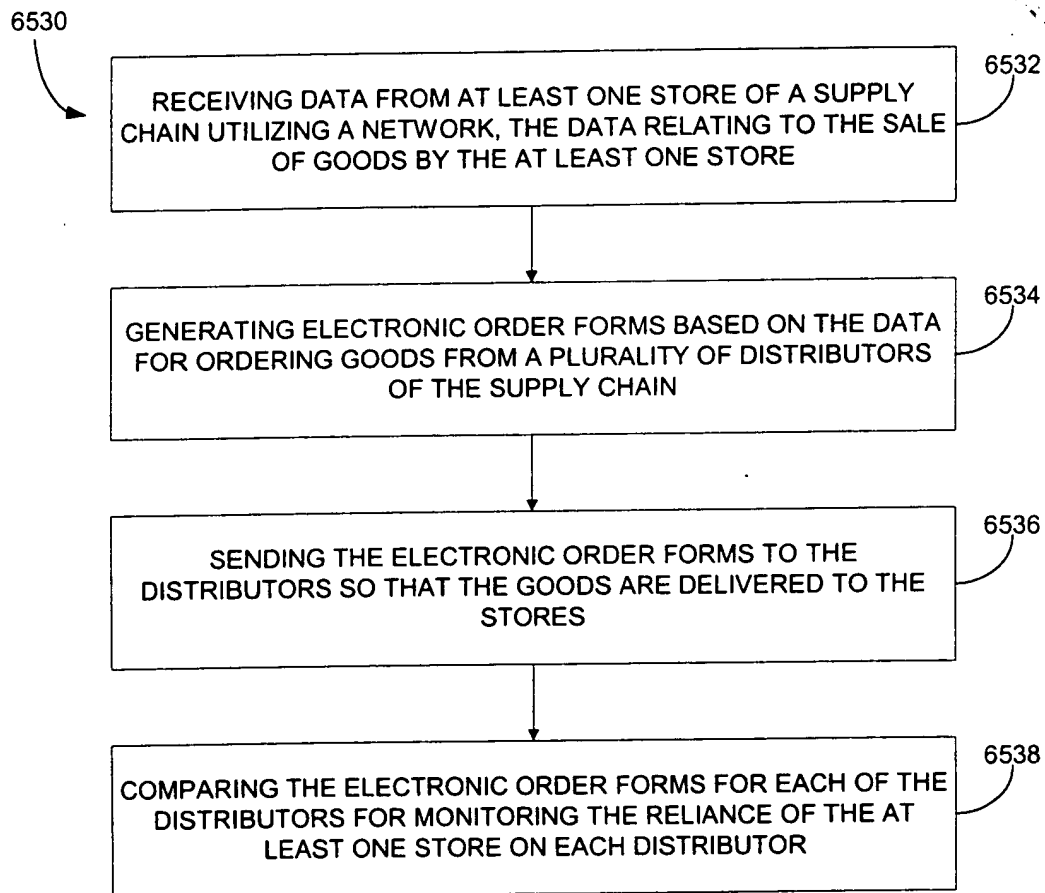 6530
6532
RECEIVING DATA FROM AT LEAST ONE STORE OF A SUPPLY
CHAIN UTILIZING A NETWORK, THE DATA RELATING TO THE SALE
OF GOODS BY THE AT LEAST ONE STORE
6534
GENERATING ELECTRONIC ORDER FORMS BASED ON THE DATA
FOR ORDERING GOODS FROM A PLURALITY OF DISTRIBUTORS
OF THE SUPPLY CHAIN
6536
SENDING THE ELECTRONIC ORDER FORMS TO THE
DISTRIBUTORS SO THAT THE GOODS ARE DELIVERED TO THE
STORES
6538
COMPARING THE ELECTRONIC ORDER FORMS FOR EACH OF THE
DISTRIBUTORS FOR MONITORING THE RELIANCE OF THE AT
LEAST ONE STORE ON EACH DISTRIBUTOR